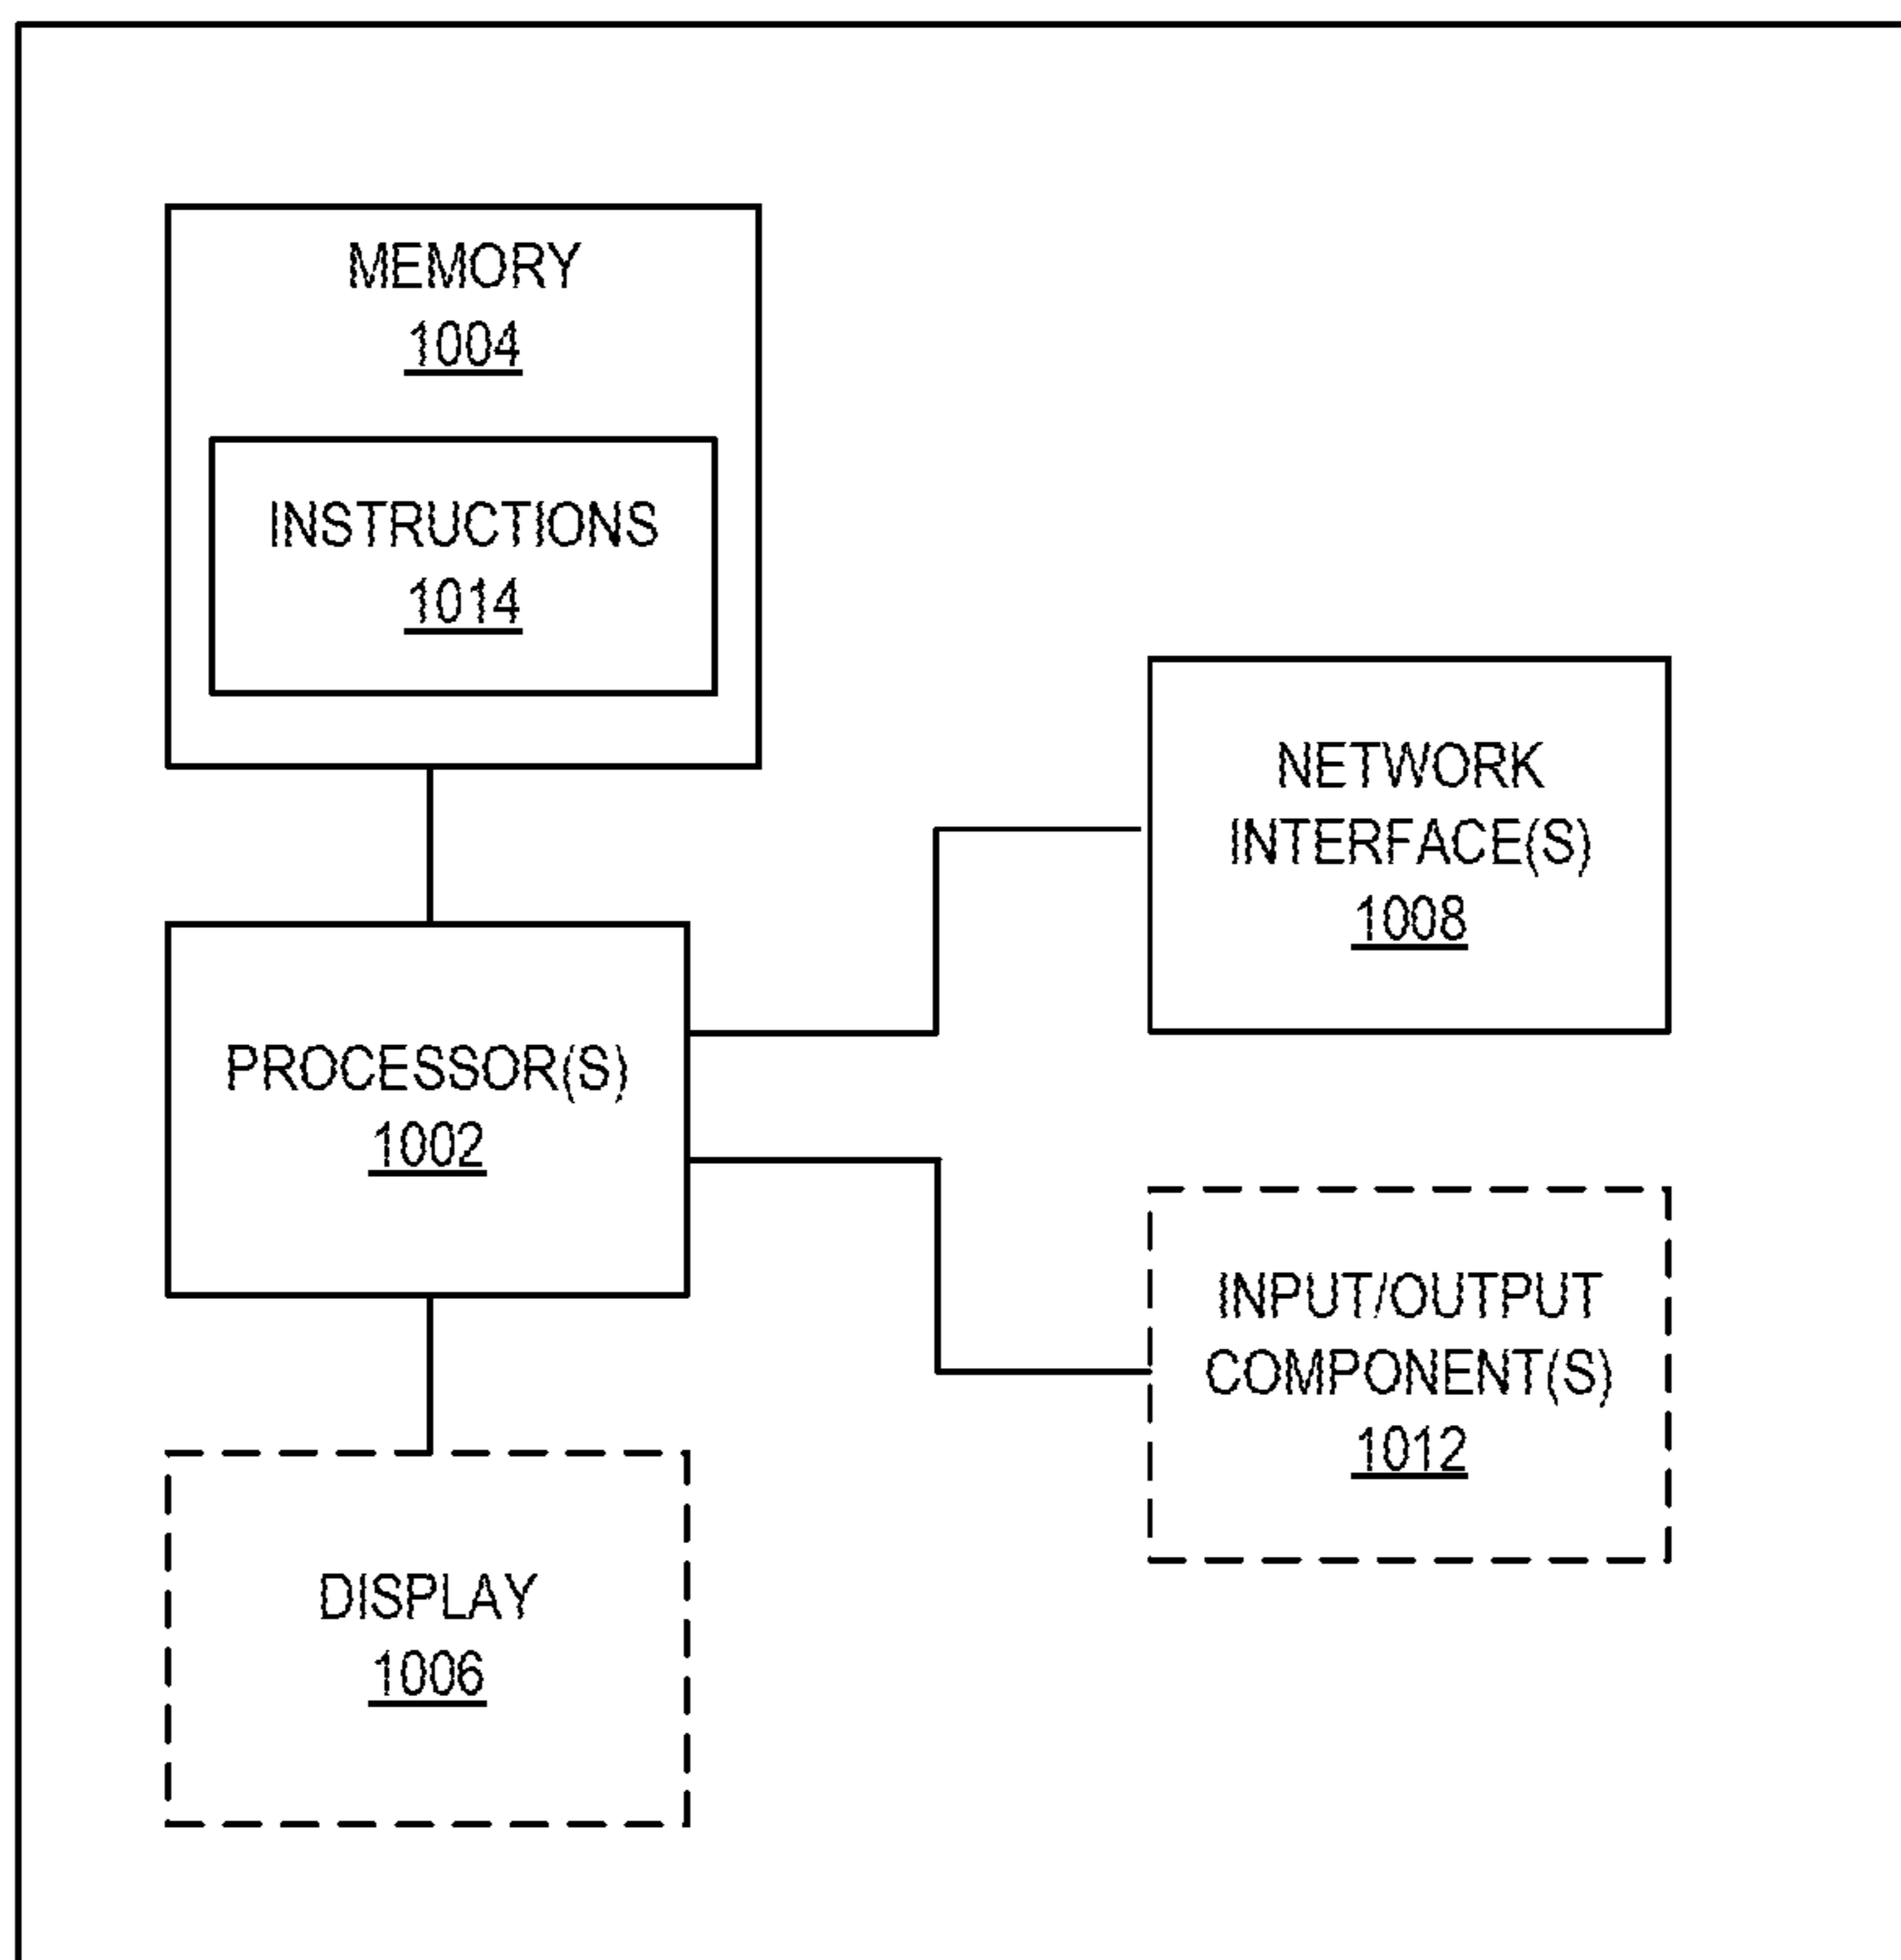 MEMORY
1004
INSTRUCTIONS
1014
NETWORK
INTERFACE(S)
1008
PROCESSOR(S)
1002
INPUT/OUTPUT
COMPONENT(S)
1012
DISPLAY
1006